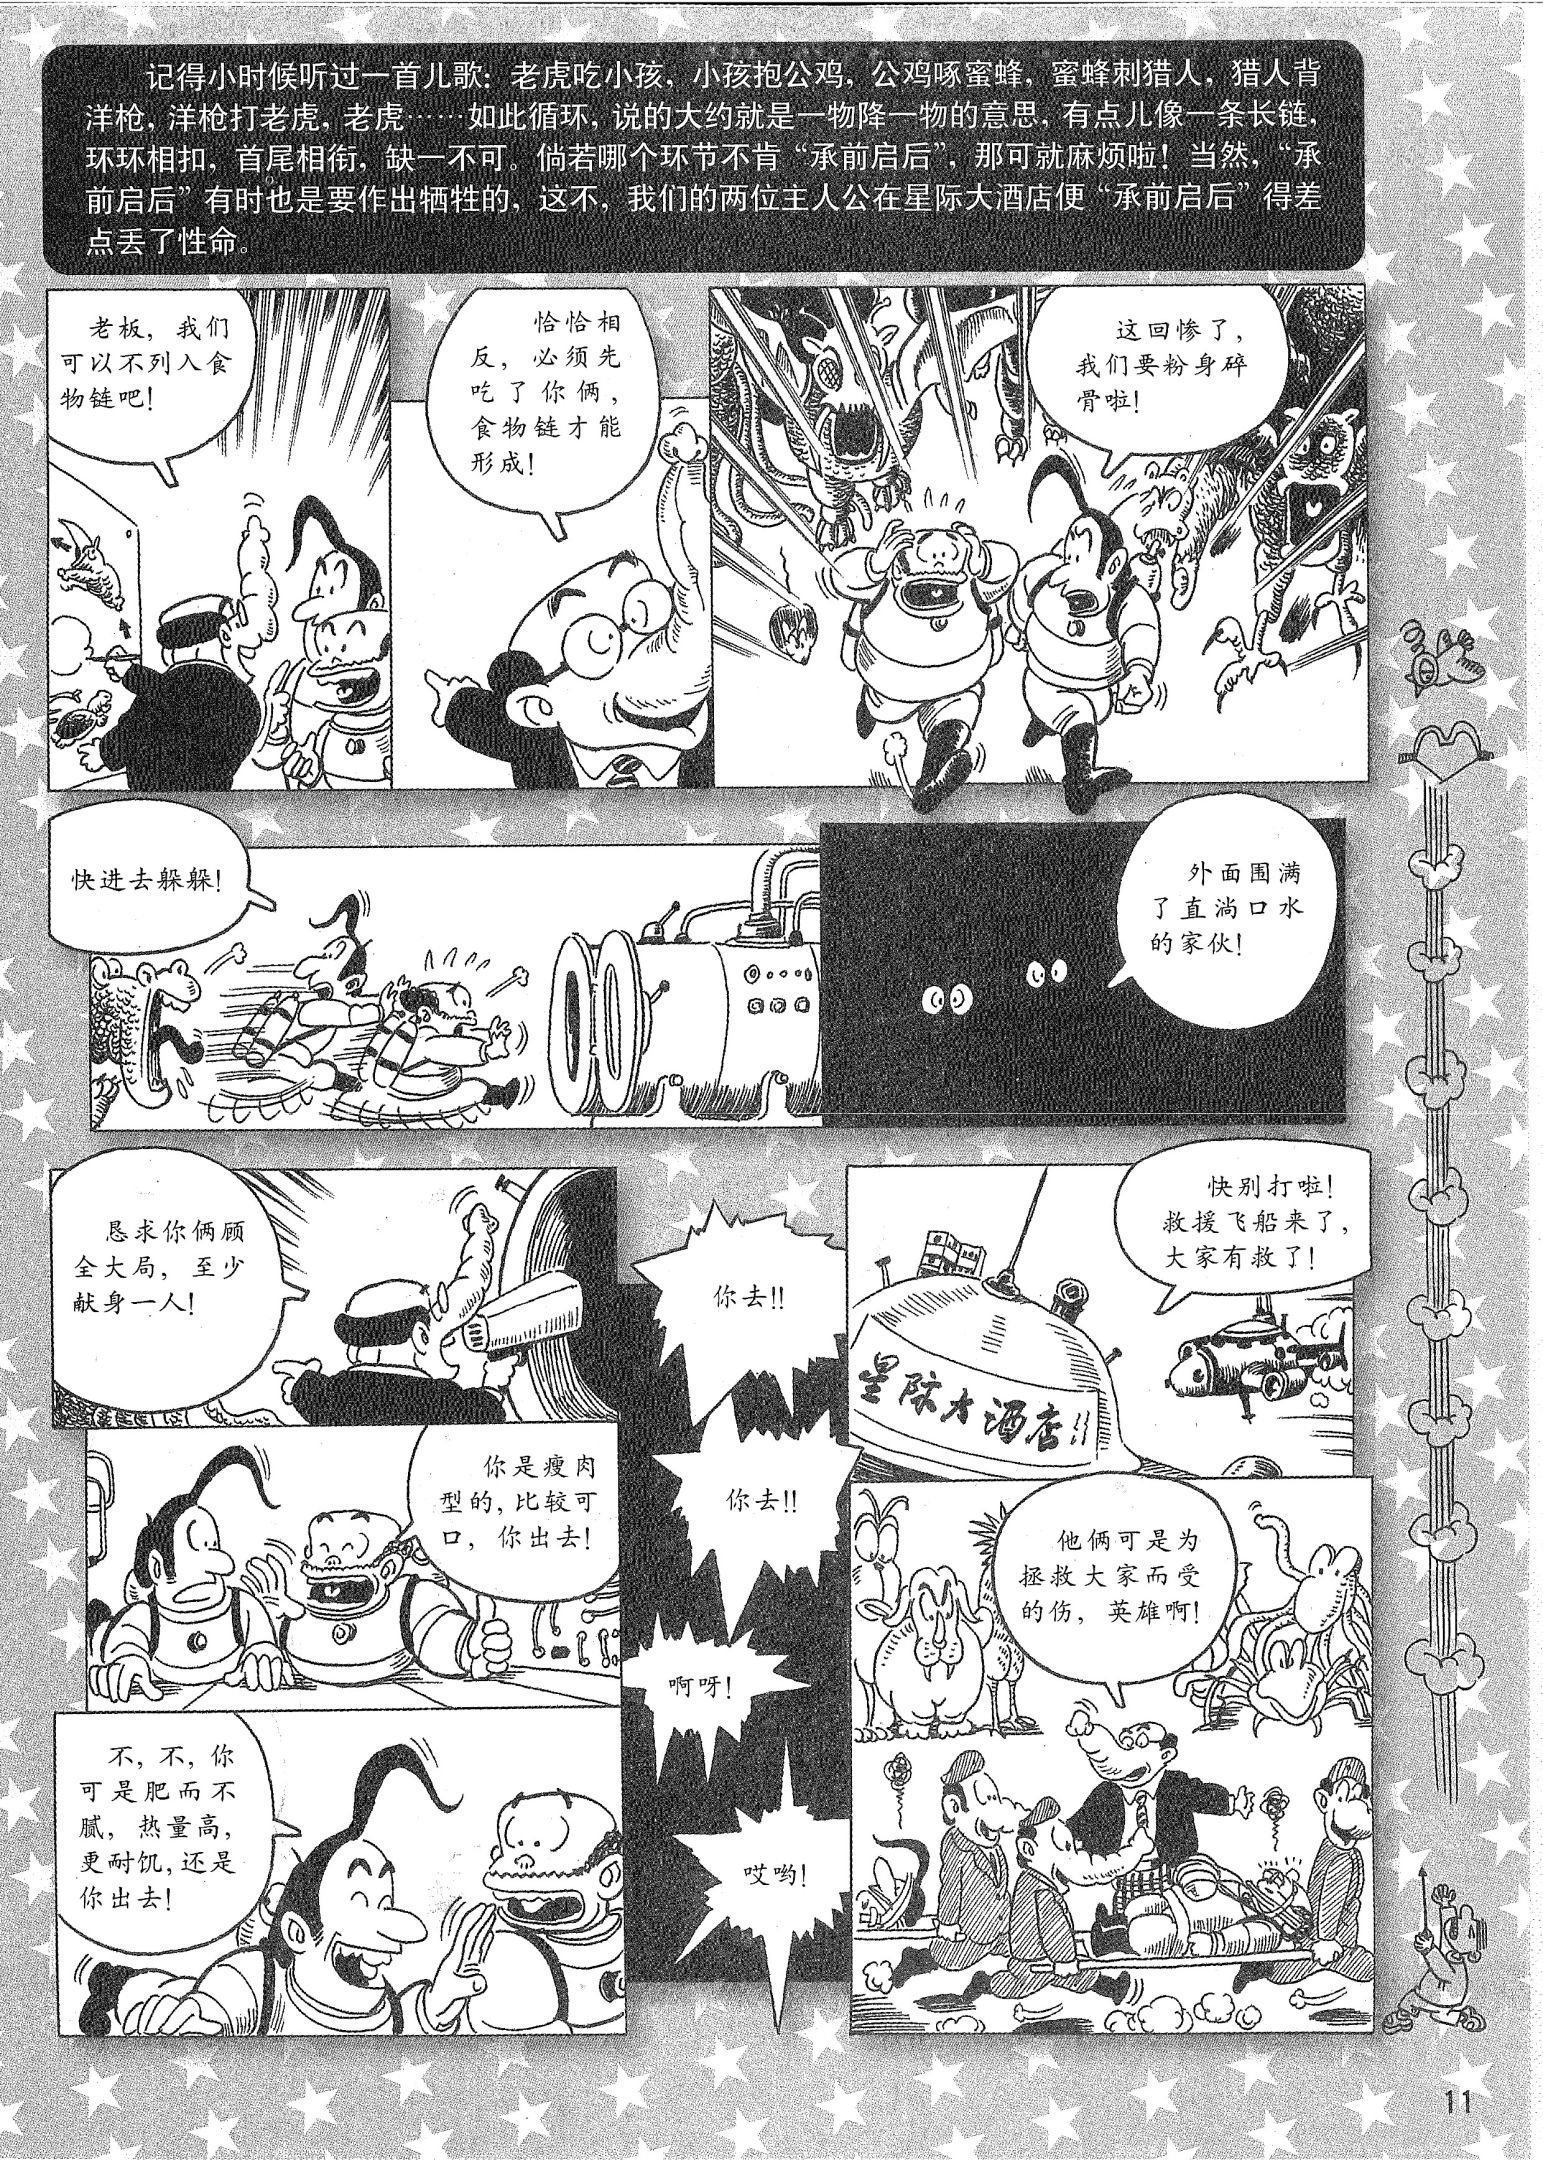 记得小时候听过一首儿歌：老虎吃小孩，小孩抱公鸡，公鸡啄蜜蜂，蜜蜂刺猎人，猎人背
洋枪，洋枪打老虎，老虎……如此循环，说的大约就是一物降一物的意思，有点儿像一条长链，
环环相扣，首尾相衔，缺一不可。倘若哪个环节不肯“承前启后”，那可就麻烦啦！当然，“承
前启后”有时也是要作出牺牲的，这不，我们的两位主人公在星际大酒店便“承前启后”得差
点丢了性命。
老板，我们
可以不列入食
物链吧！
恰恰相
反，必须先
吃了你俩，
食物链才能
形成！
这回惨了，
我们要粉身碎
骨啦！
快进去躲躲！
外面围满
了直淌口水
的家伙！
恳求你俩顾
全大局，至少
献身一人！
你是瘦肉
型的，比较可
口，你出去！
不，不，你
可是肥而不
腻，热量高，
更耐饥，还是
你出去！
你去！！
你去！！
啊呀！
哎哟！
快别打啦！
救援飞船来了，
大家有救了！
星际大酒店！！
他俩可是为
拯救大家而受
的伤，英雄啊！
11